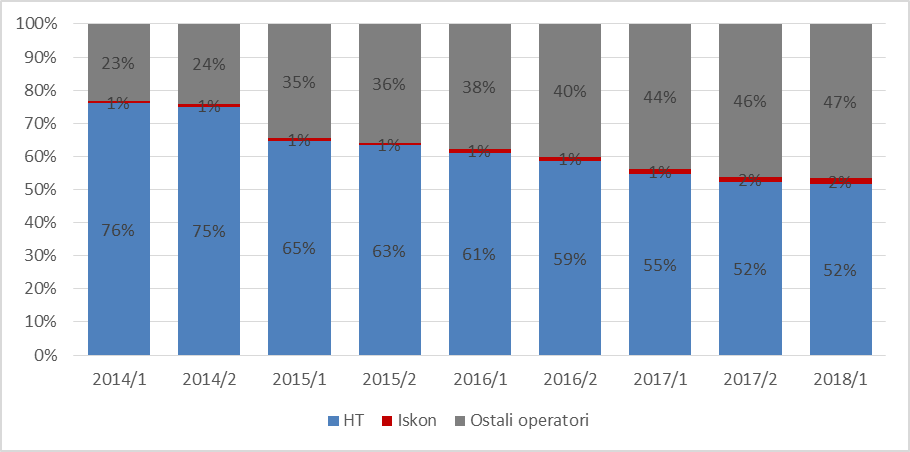 100%
90%
80%
70%
60%
50%
40%
30%
20%
10%
0%
23% 24% 35% 36% 38% 40% 44% 46% 47%
1% 1% 1% 1% 1% 1% 1% 2% 2%
76% 75% 65% 63% 61% 59% 55% 52% 52%
2014/1 2014/2 2015/1 2015/2 2016/1 2016/2 2017/1 2017/2 2018/1
HT Iskon Ostali operatori